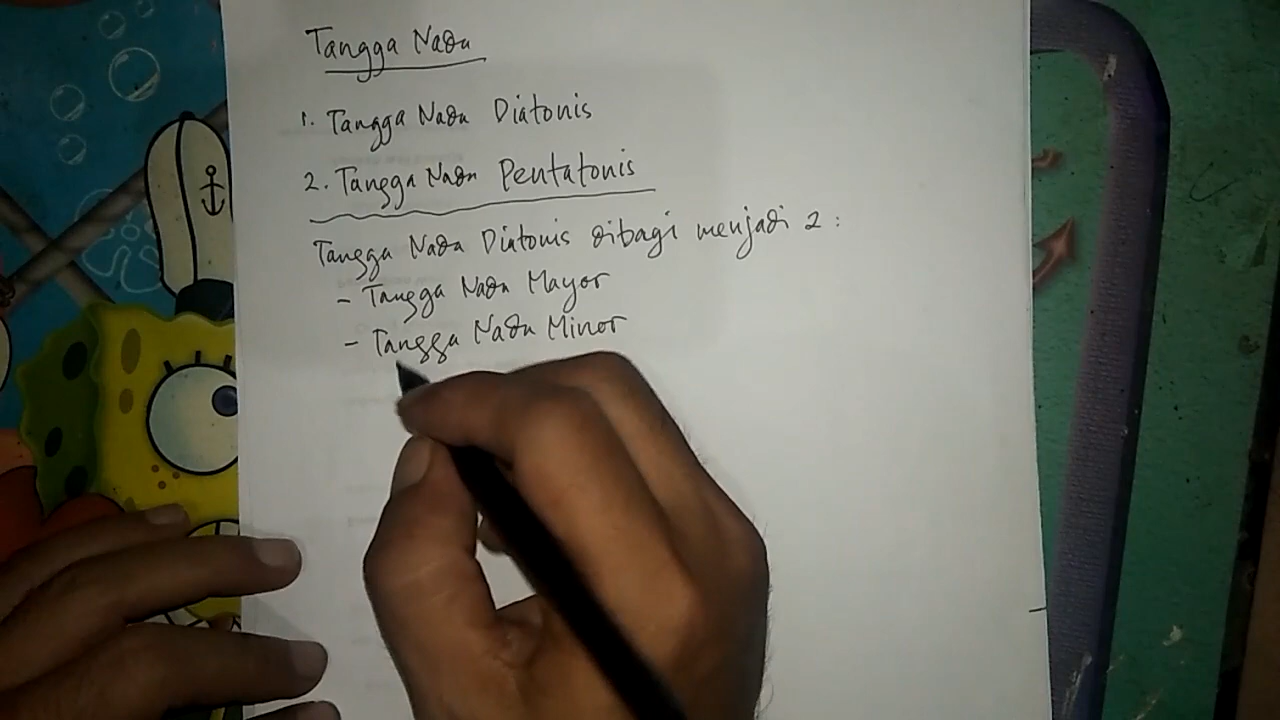 Tangga Nada
1. Tangga Nada Diatonis
2. Tangga Nada Pentatonis
Tangga Nada Diatonis dibagi menjadi 2 :
- Tangga Nada Mayor
- Tangga Nada Minor